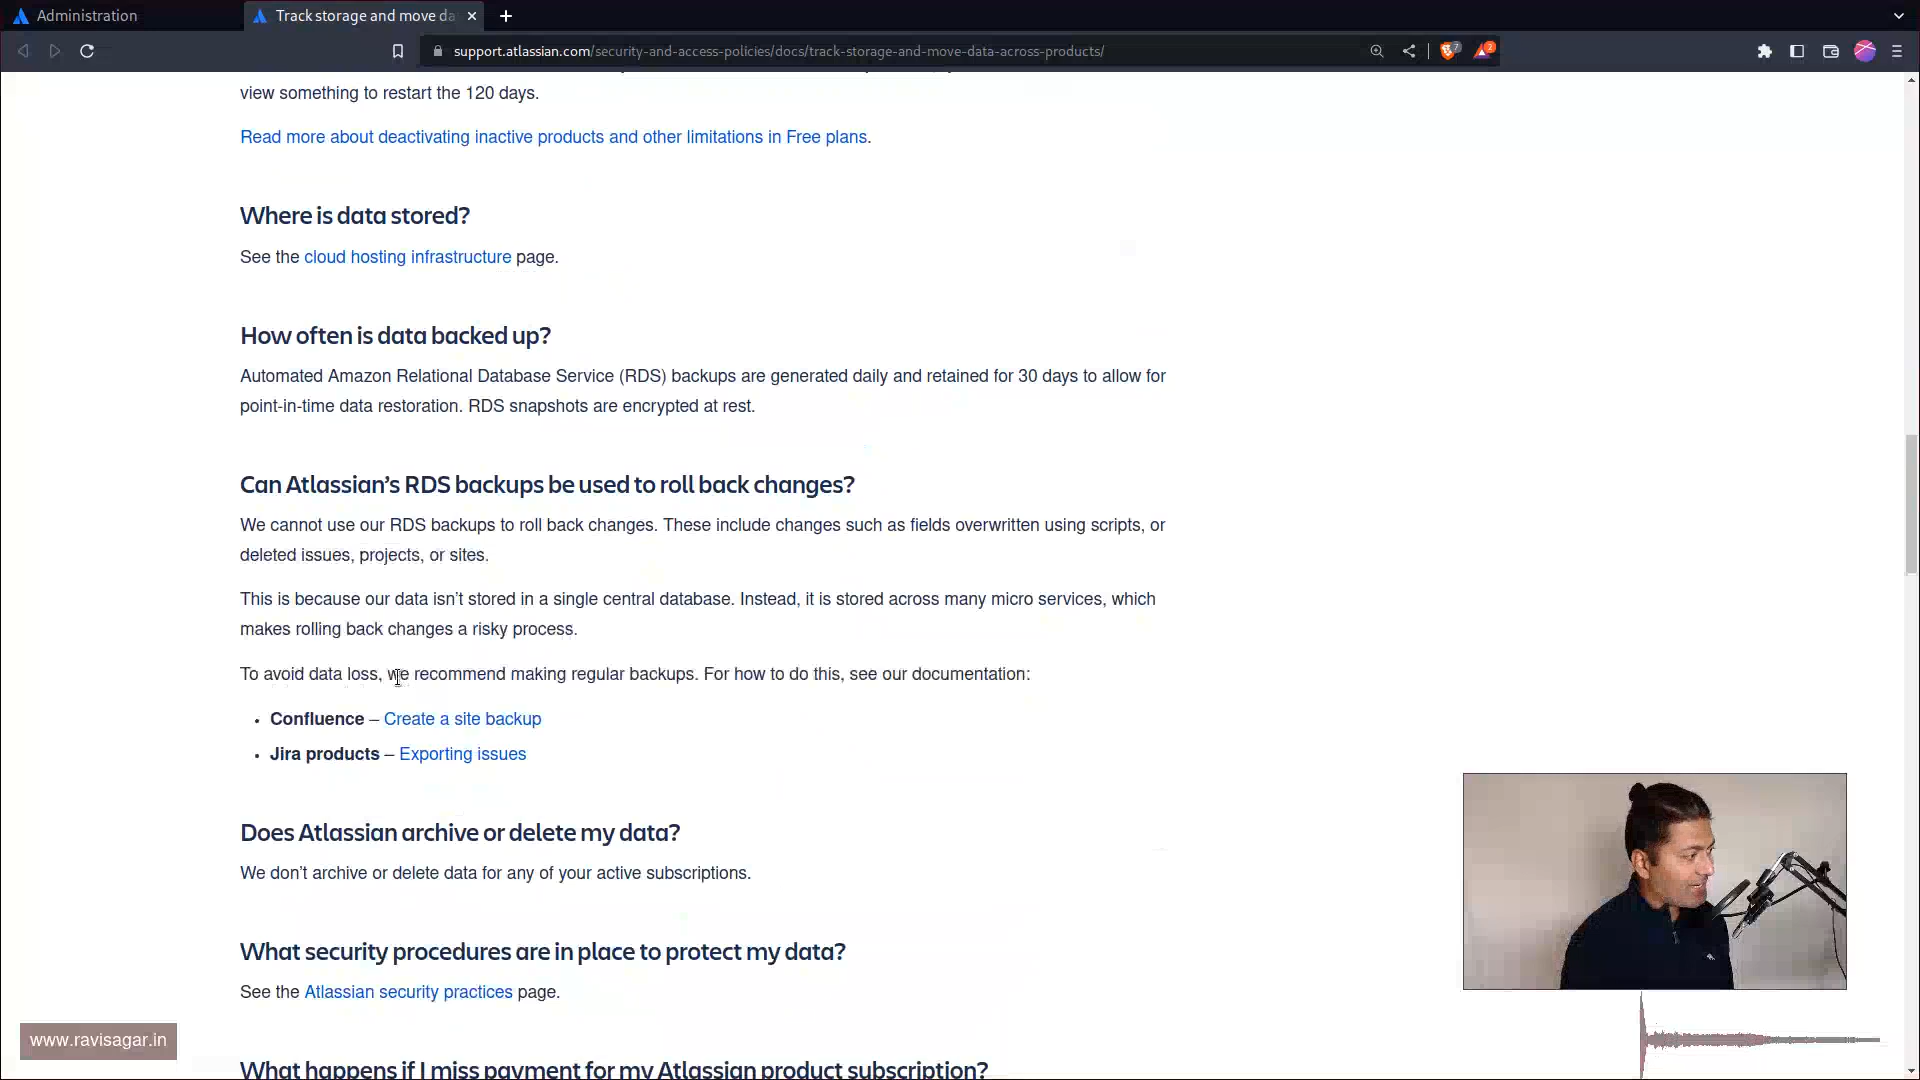 Administration
Track storage and move da
support.atlassian.com/security-and-access-policies/docs/track-storage-and-move-data-across-products/
7
2
view something to restart the 120 days.
Read more about deactivating inactive products and other limitations in Free plans.
Where is data stored?
See the cloud hosting infrastructure page.
How often is data backed up?
Automated Amazon Relational Database Service (RDS) backups are generated daily and retained for 30 days to allow for
point-in-time data restoration. RDS snapshots are encrypted at rest.
Can Atlassian’s RDS backups be used to roll back changes?
We cannot use our RDS backups to roll back changes. These include changes such as fields overwritten using scripts, or
deleted issues, projects, or sites.
This is because our data isn’t stored in a single central database. Instead, it is stored across many micro services, which
makes rolling back changes a risky process.
To avoid data loss, we recommend making regular backups. For how to do this, see our documentation:
• Confluence – Create a site backup
• Jira products – Exporting issues
Does Atlassian archive or delete my data?
We don’t archive or delete data for any of your active subscriptions.
What security procedures are in place to protect my data?
See the Atlassian security practices page.
www.ravisagar.in
What happens if I miss payment for my Atlassian product subscription?